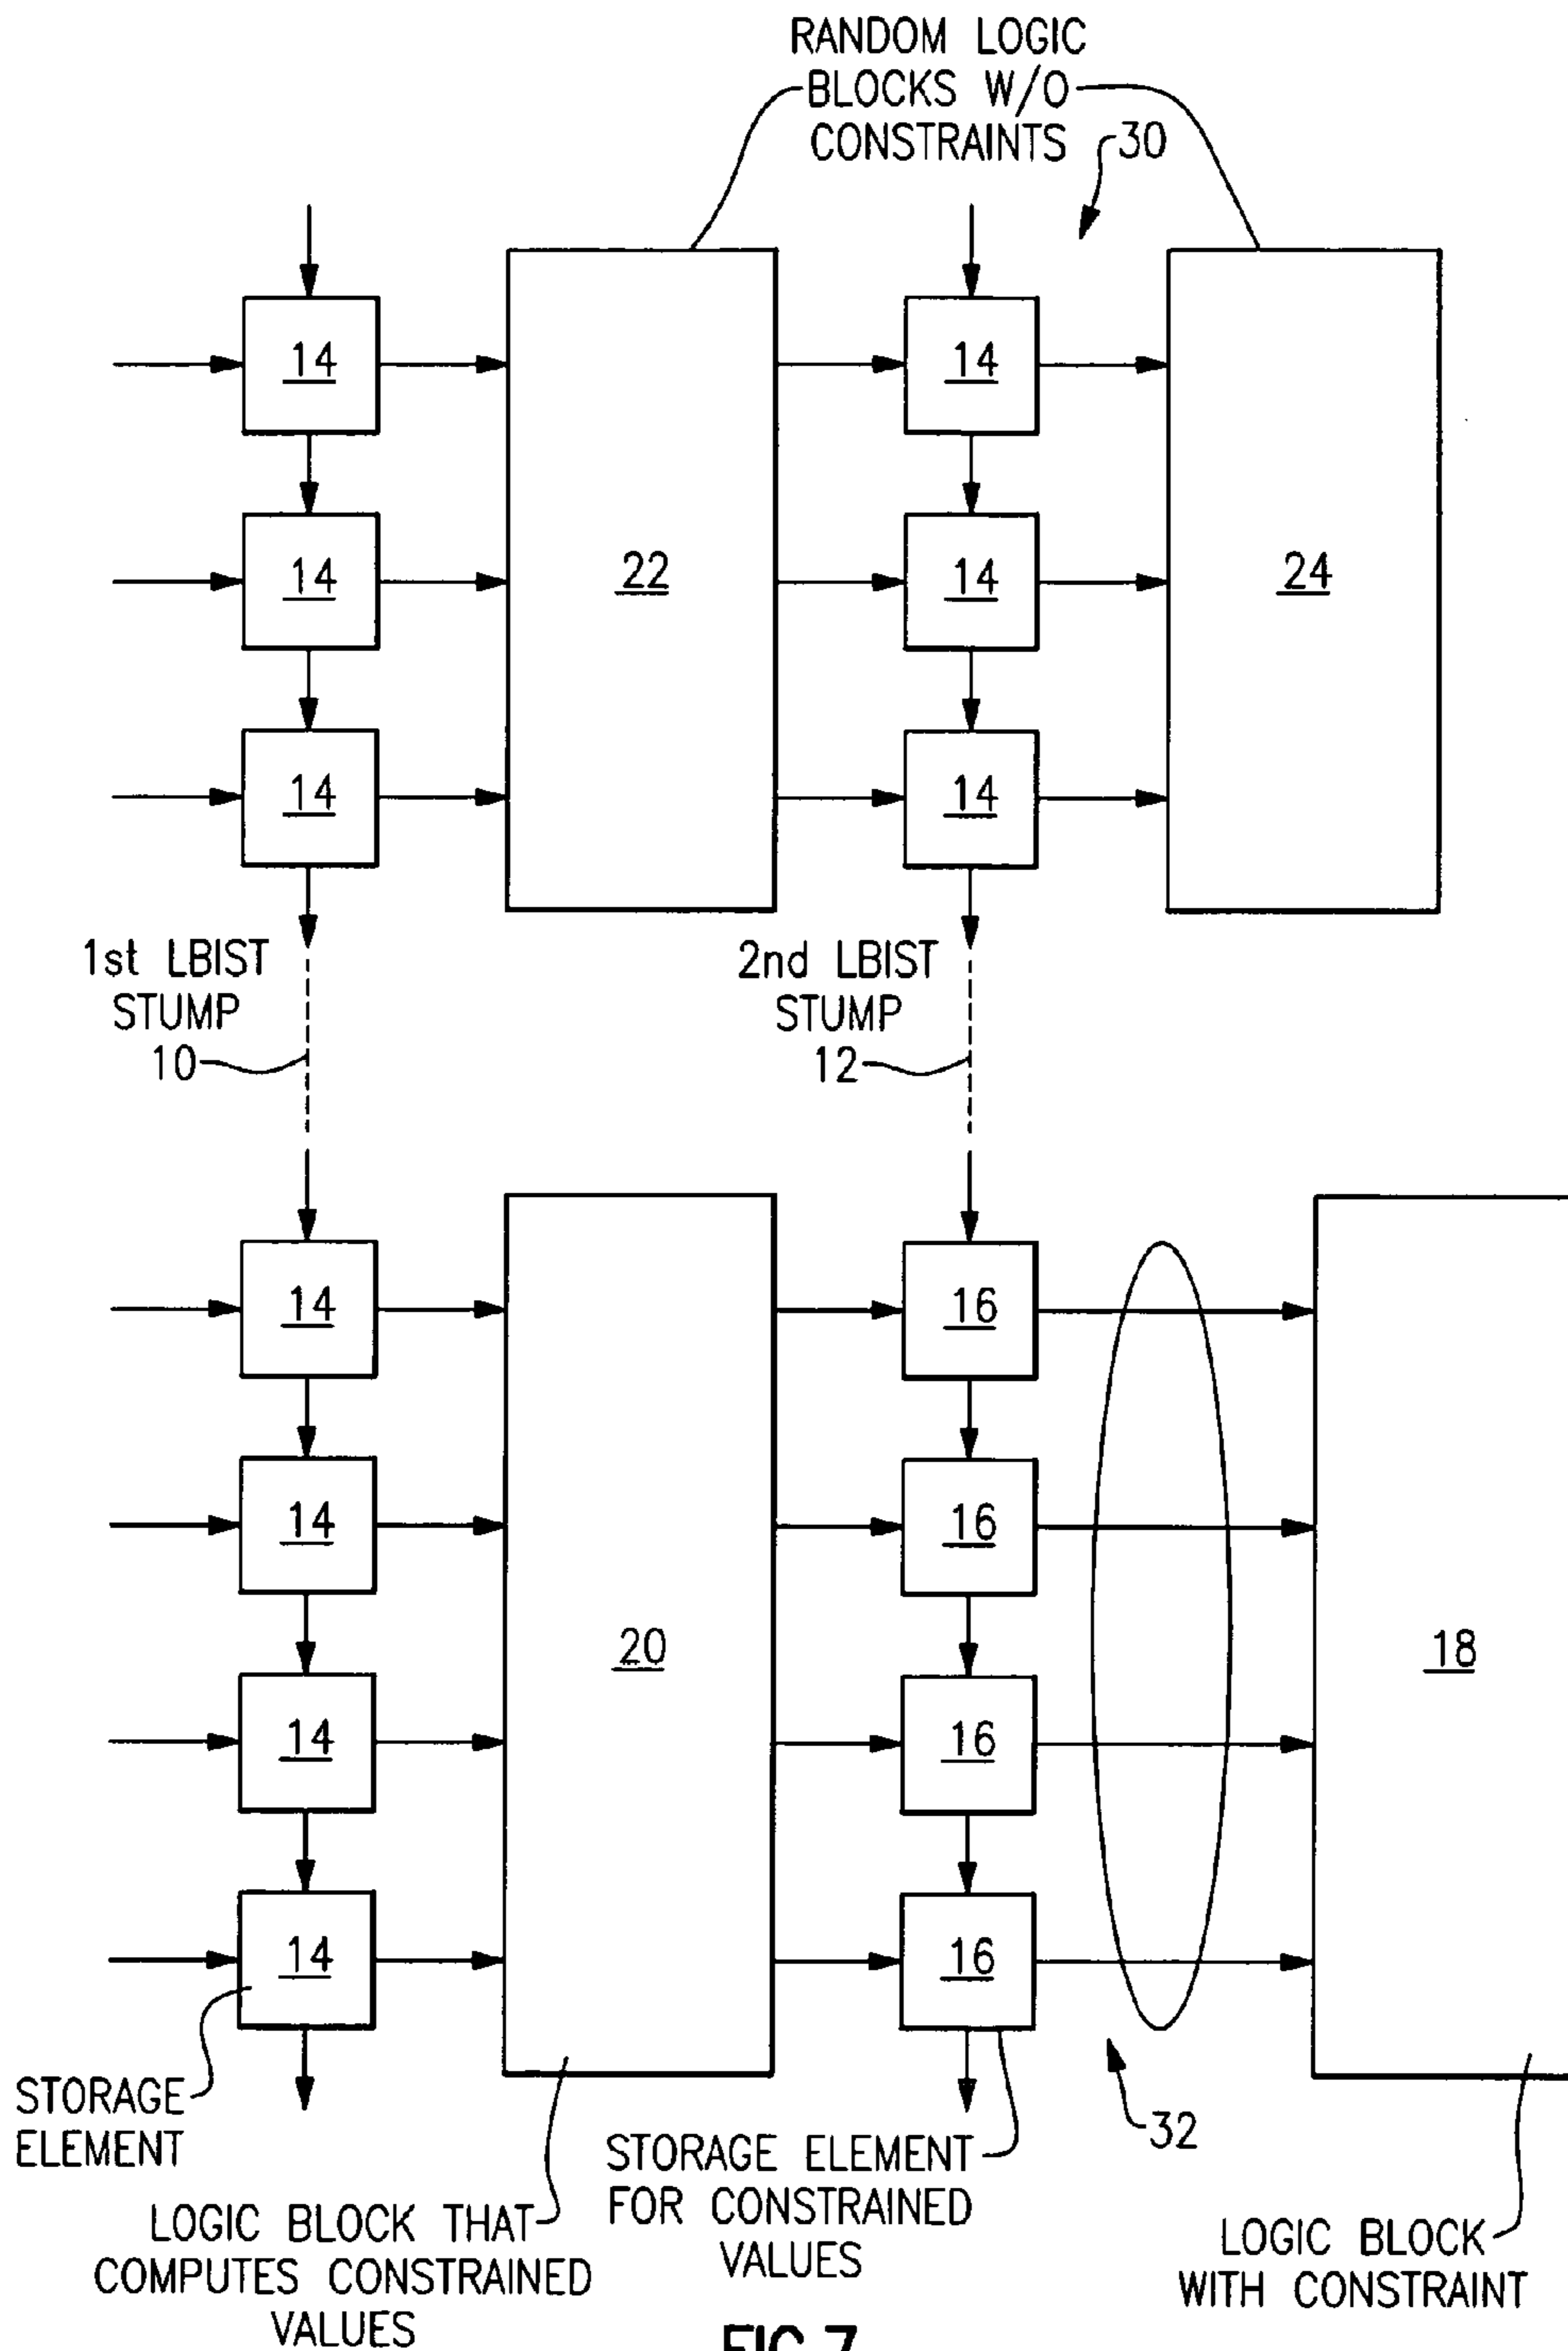 RANDOM LOGIC
BLOCKS W/O
CONSTRAINTS
30
14
14
14
14
22
24
14
14
1st LBIST
STUMP
10
2nd LBIST
STUMP
12
14
16
14
16
20
18
14
16
14
16
STORAGE
ELEMENT
32
STORAGE ELEMENT
FOR CONSTRAINED
VALUES
LOGIC BLOCK THAT
COMPUTES CONSTRAINED
VALUES
LOGIC BLOCK
WITH CONSTRAINT
FIG.7